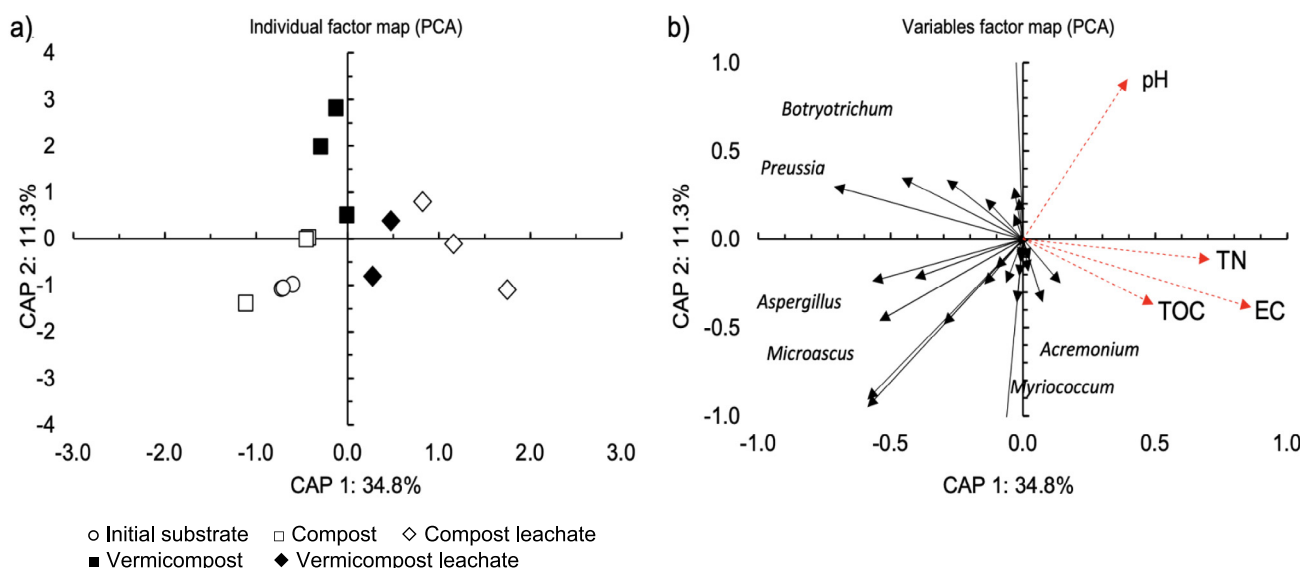 a)
Individual factor map (PCA)
4
3
2
1
0
-1
-2
-3
-4
CAP 2: 11.3%
-3.0 -2.0 -1.0 0.0 1.0 2.0 3.0
CAP 1: 34.8%
○ Initial substrate □ Compost ◇ Compost leachate
■ Vermicompost ◆ Vermicompost leachate
b)
Variables factor map (PCA)
1.0
0.5
0.0
-0.5
-1.0
CAP 2: 11.3%
pH
Botryotrichum
Preussia
TN
Aspergillus
TOC EC
Microascus
Acremonium
Myriococcum
-1.0 -0.5 0.0 0.5 1.0
CAP 1: 34.8%